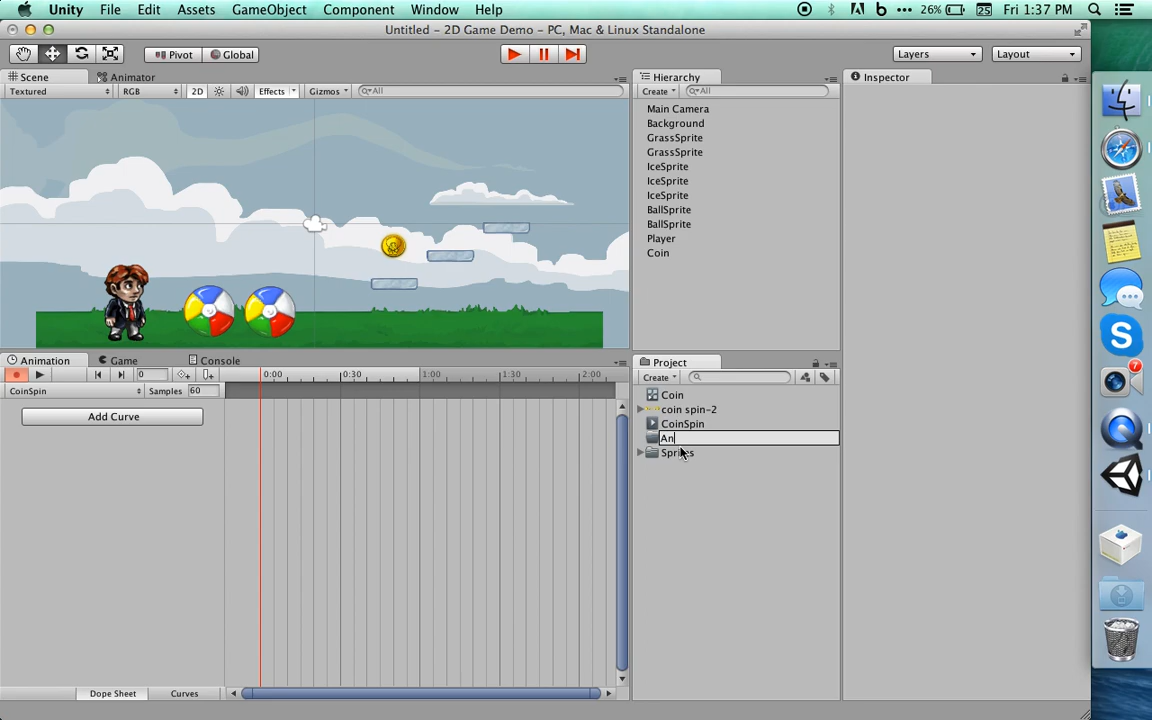 Unity File Edit Assets GameObject Component Window Help 26% 25 Fri 1:37 PM
Untitled - 2D Game Demo - PC, Mac & Linux Standalone
Pivot Global Layers Layout
Scene Animator Hierarchy Inspector
Textured RGB 2D Effects Gizmos All Create All
Main Camera
Background
GrassSprite
GrassSprite
IceSprite
IceSprite
IceSprite
BallSprite
BallSprite
Player
Coin
Animation Game Console Project
0 0:00 0:30 1:00 1:30 2:00 Create
CoinSpin Samples 60
Add Curve
Coin
coin spin-2
CoinSpin
An
Sprites
Dope Sheet Curves
7